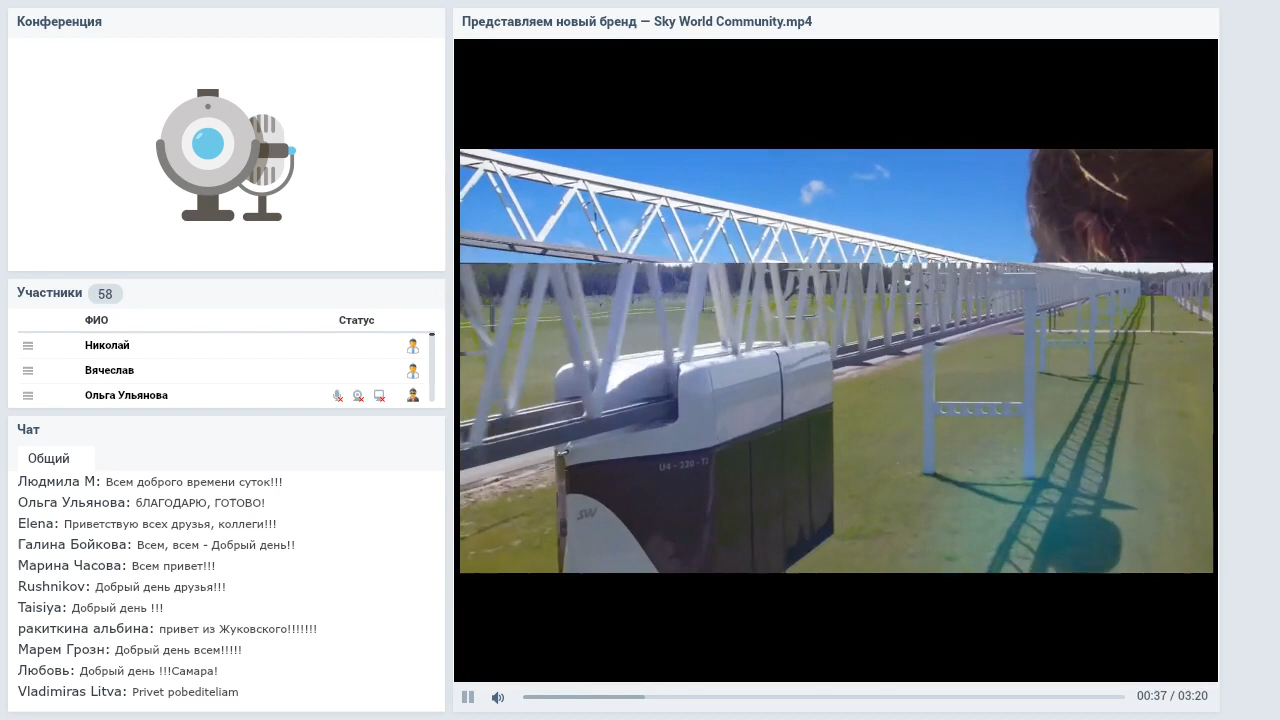 Конференция
Представляем новый бренд — Sky World Community.mp4
Участники 58
ФИО Статус
Николай
Вячеслав
Ольга Ульянова
Чат
Общий
Людмила М: Всем доброго времени суток!!!
Ольга Ульянова: бЛАГОДАРЮ, ГОТОВО!
Elena: Приветствую всех друзья, коллеги!!!
Галина Бойкова: Всем, всем - Добрый день!!
Марина Часова: Всем привет!!!
Rushnikov: Добрый день друзья!!!
Taisiya: Добрый день !!!
ракиткина альбина: привет из Жуковского!!!!!!!
Марем Грозн: Добрый день всем!!!!!
Любовь: Добрый день !!!Самара!
Vladimiras Litva: Privet pobediteliam
U4 - 220 - T1
SW
00:37 / 03:20